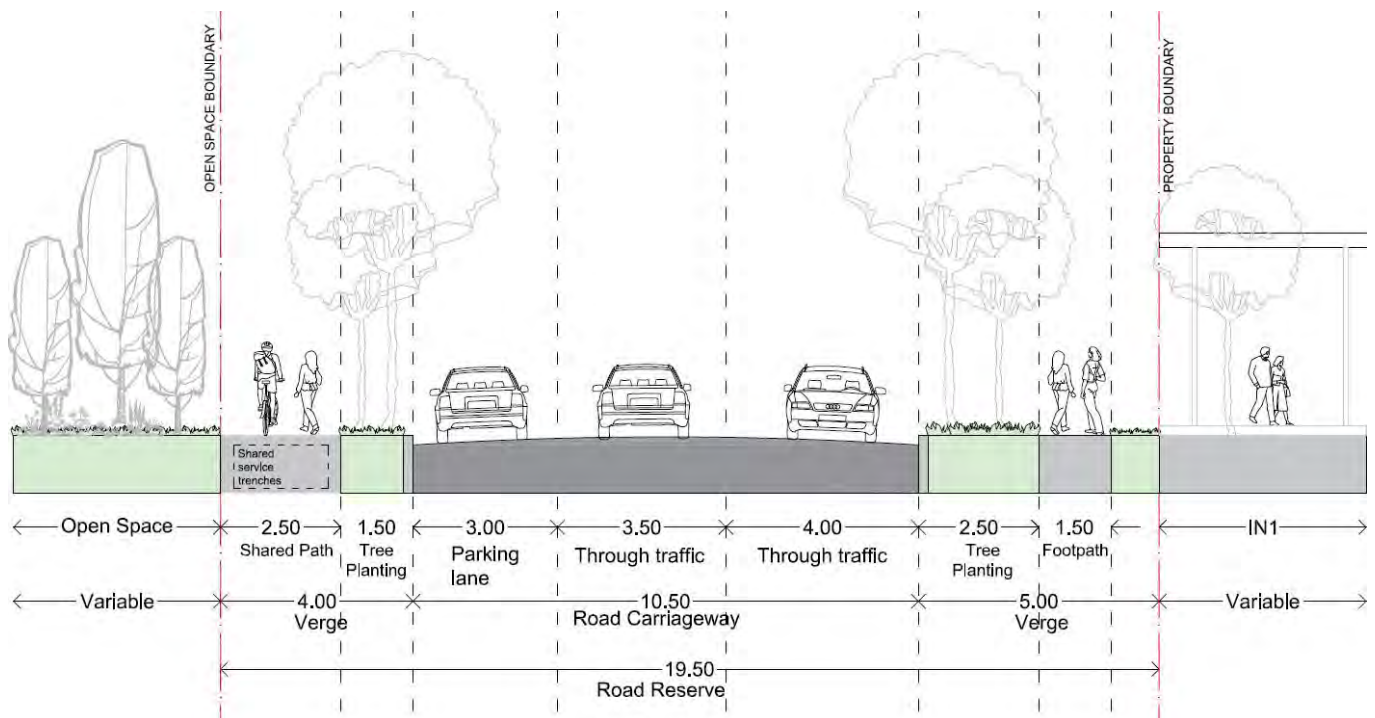 OPEN SPACE BOUNDARY
PROPERTY BOUNDARY
Shared
service
trenches
Open Space
2.50
Shared Path
1.50
Tree
Planting
3.00
Parking
lane
3.50
Through traffic
4.00
Through traffic
2.50
Tree
Planting
1.50
Footpath
IN1
Variable
4.00
Verge
10.50
Road Carriageway
5.00
Verge
Variable
19.50
Road Reserve